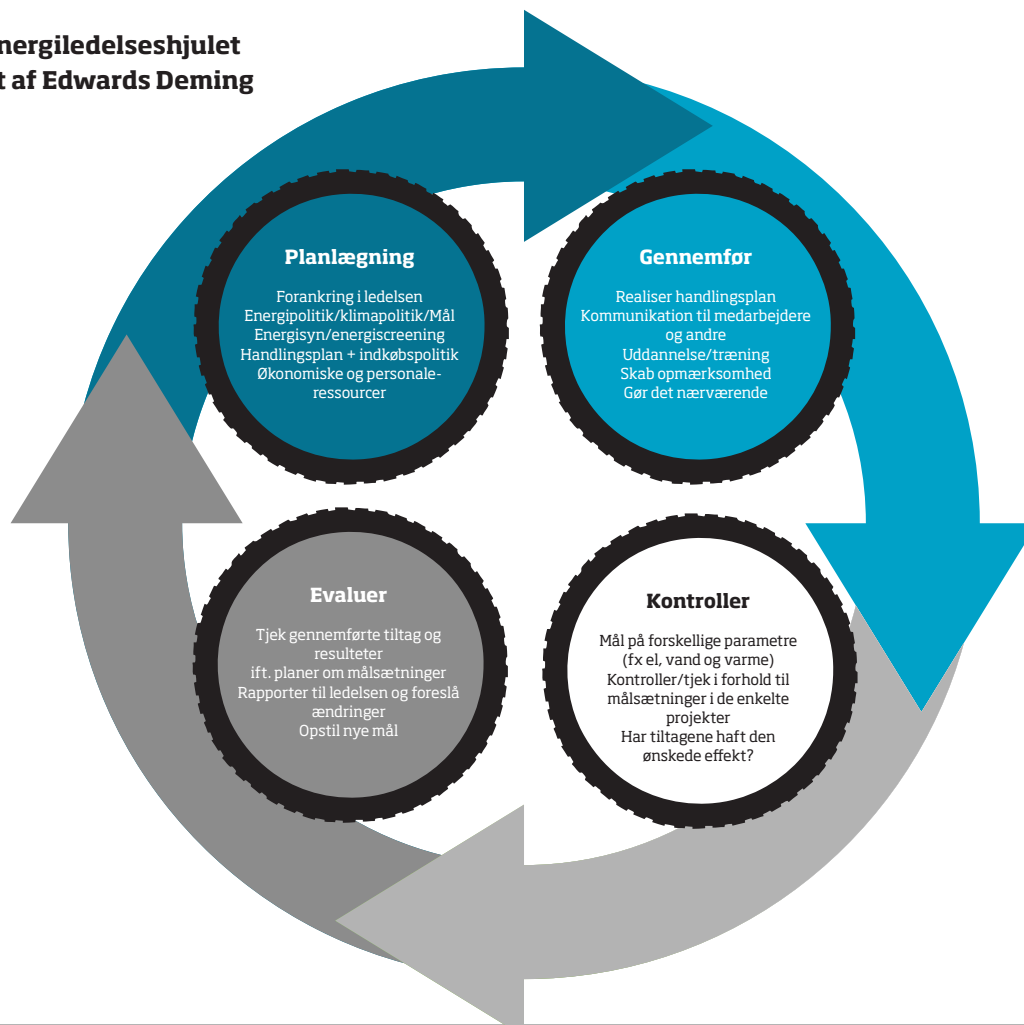 nergiledelseshjulet
t af Edwards Deming
Planlægning
Forankring i ledelsen
Energipolitik/klimapolitik/Mål
Energisyn/energiscreening
Handlingsplan + indkøbspolitik
Økonomiske og personale-
ressourcer
Gennemfør
Realiser handlingsplan
Kommunikation til medarbejdere
og andre
Uddannelse/træning
Skab opmærksomhed
Gør det nærværende
Evaluer
Tjek gennemførte tiltag og
resultater
ift. planer om målsætninger
Rapporter til ledelsen og foreslå
ændringer
Opstil nye mål
Kontroller
Mål på forskellige parametre
(fx el, vand og varme)
Kontroller/tjek i forhold til
målsætninger i de enkelte
projekter
Har tiltagene haft den
ønskede effekt?